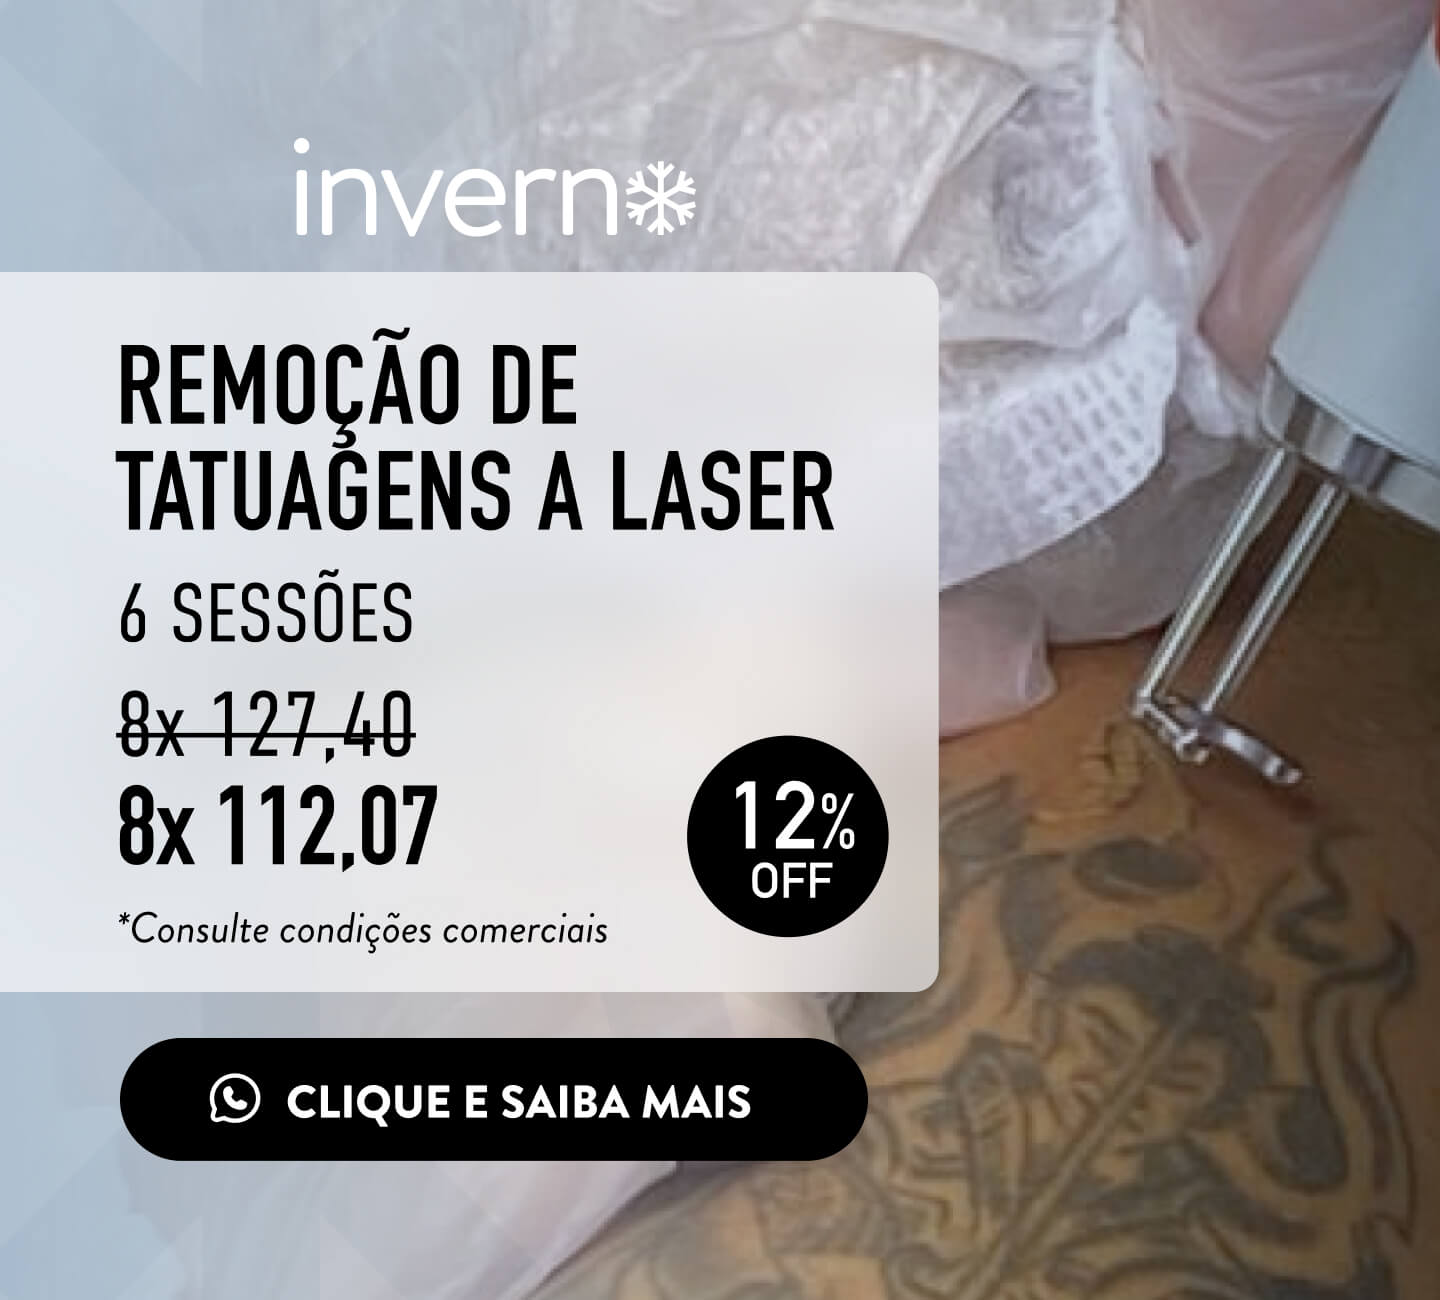 inverno
REMOÇÃO DE
TATUAGENS A LASER
6 SESSÕES
8x 127,40
8x 112,07
12%
OFF
*Consulte condições comerciais
CLIQUE E SAIBA MAIS